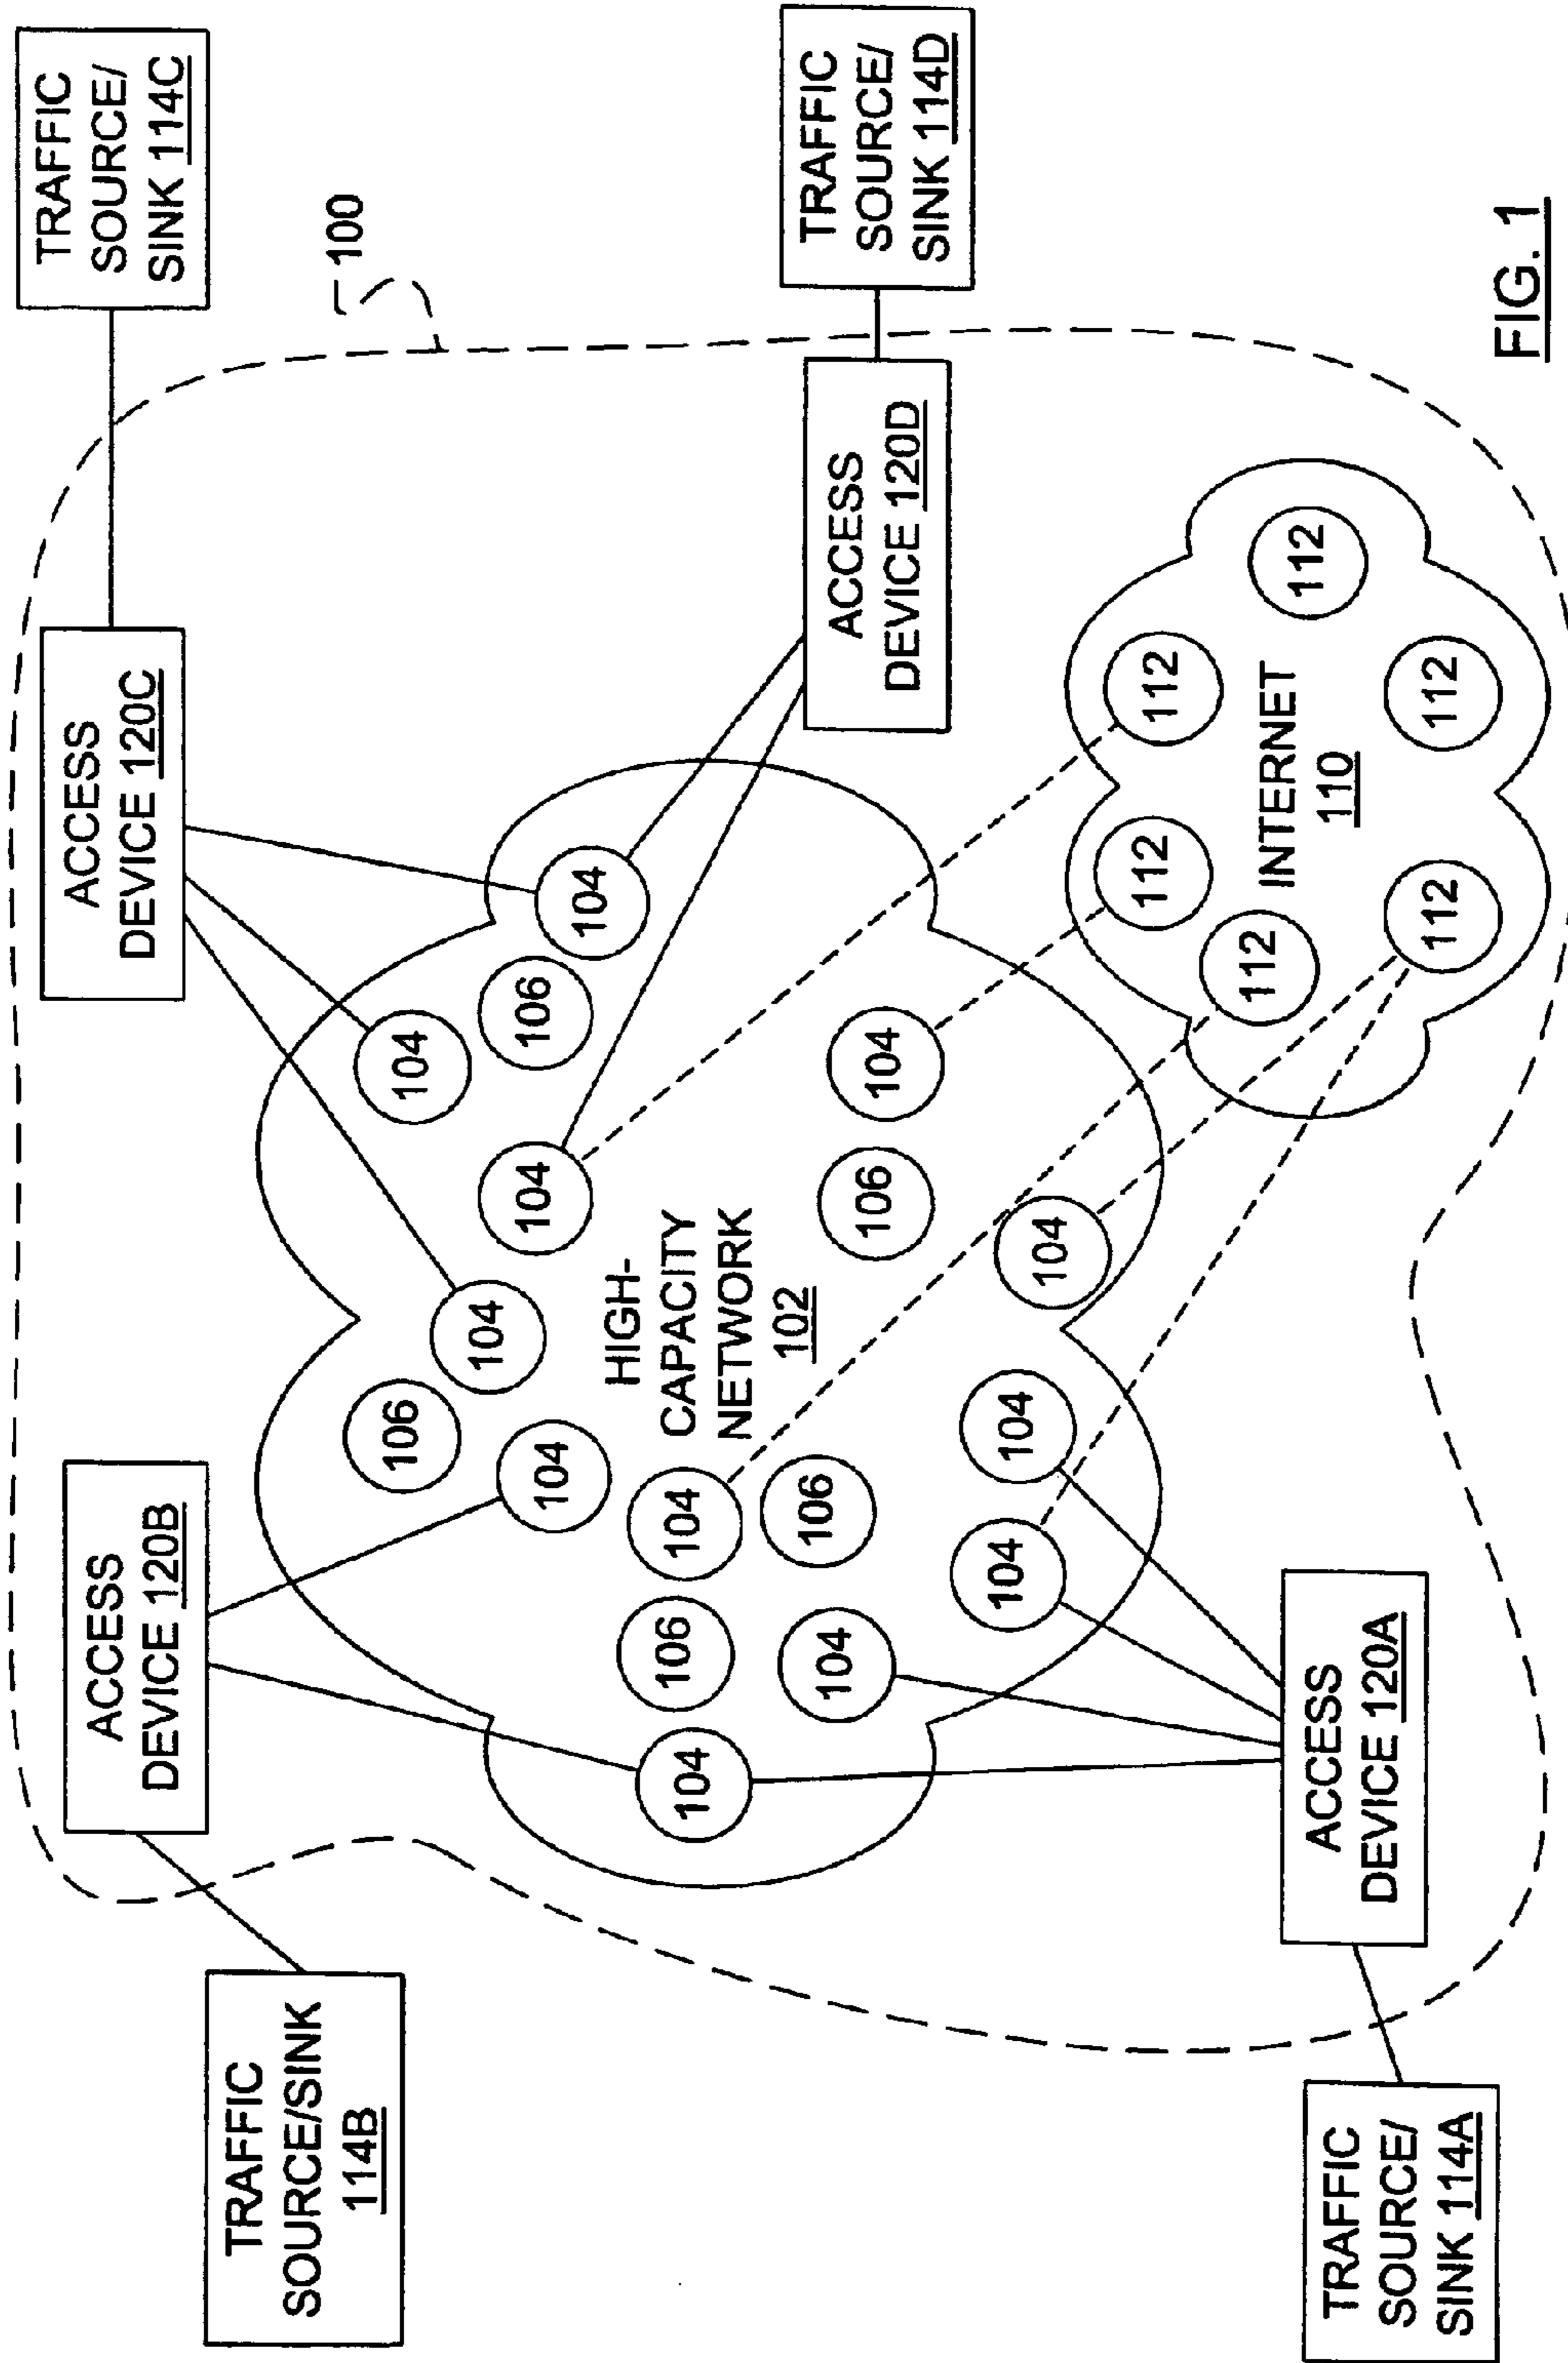 TRAFFIC
SOURCE/
SINK 114C
ACCESS
DEVICE 120B
ACCESS
DEVICE 120C
TRAFFIC
SOURCE/SINK
114B
100
106
104
104
104
104
106
104
106
104
104
104
HIGH-
CAPACITY
NETWORK
102
106
104
106
104
104
104
104
TRAFFIC
SOURCE/
SINK 114D
ACCESS
DEVICE 120D
112
112
112
112
INTERNET
110
112
112
ACCESS
DEVICE 120A
TRAFFIC
SOURCE/
SINK 114A
FIG. 1